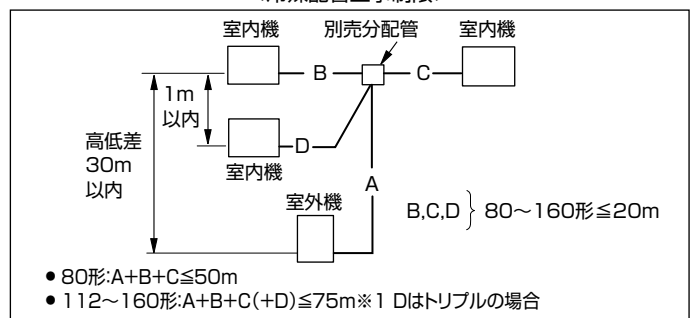 室内機
別売分配管
室内機
B
C
1m
以内
高低差
30m
以内
D
室内機
A
室外機
B,C,D } 80~160形≦20m
● 80形:A+B+C≦50m
● 112~160形:A+B+C(+D)≦75m※1 Dはトリプルの場合